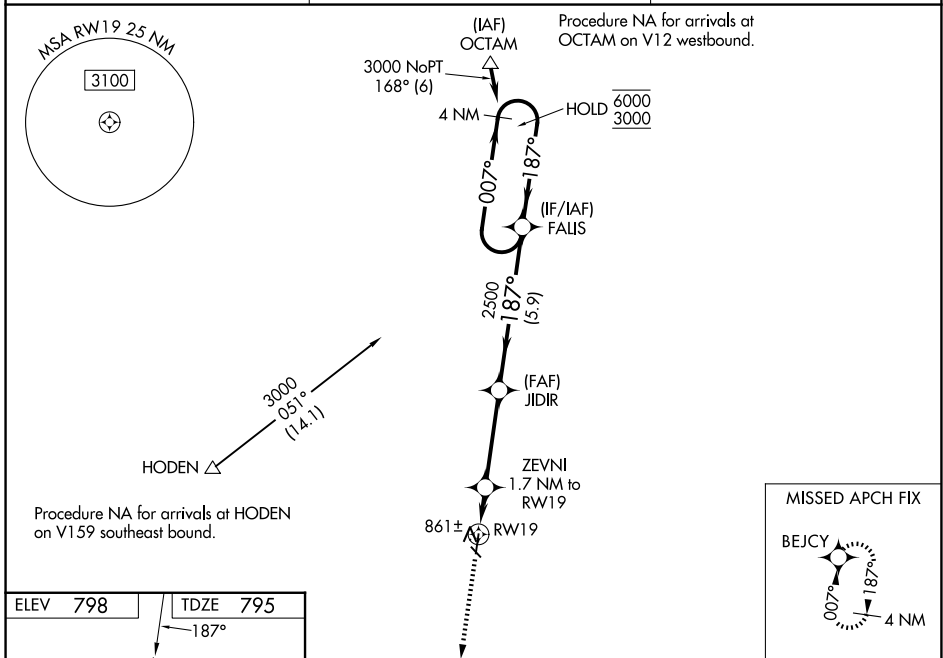 MSA RW19 25 NM
3100
(IAF)
OCTAM
Procedure NA for arrivals at
OCTAM on V12 westbound.
3000 NoPT
168° (6)
4 NM
HOLD
6000
3000
007°
187°
(IF/IAF)
FALIS
2500
187°
(5.9)
3000
051°
(14.1)
(FAF)
JIDIR
HODEN
ZEVNI
1.7 NM to
RW19
Procedure NA for arrivals at HODEN
on V159 southeast bound.
861±
RW19
MISSED APCH FIX
BEJCY
007°
187°
4 NM
ELEV 798
TDZE 795
187°